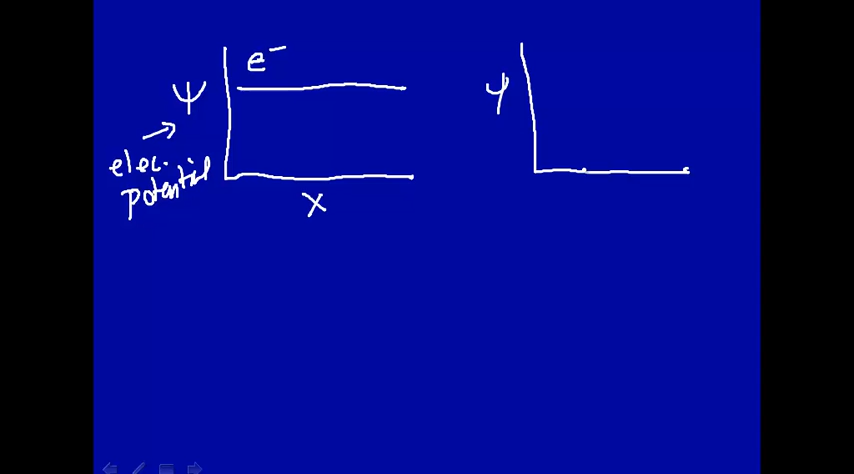 e⁻
ψ
elec.
potential
x
ψ